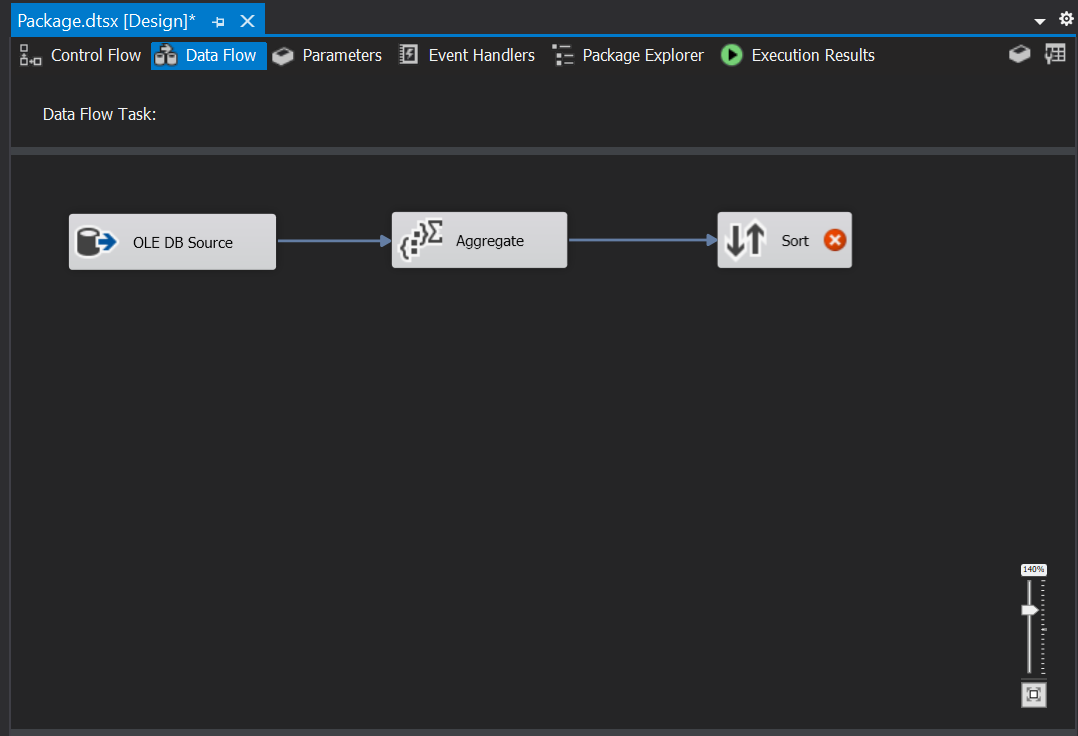 Package.dtsx [Design]*
Control Flow Data Flow Parameters Event Handlers Package Explorer Execution Results
Data Flow Task:
OLE DB Source Aggregate Sort
140%